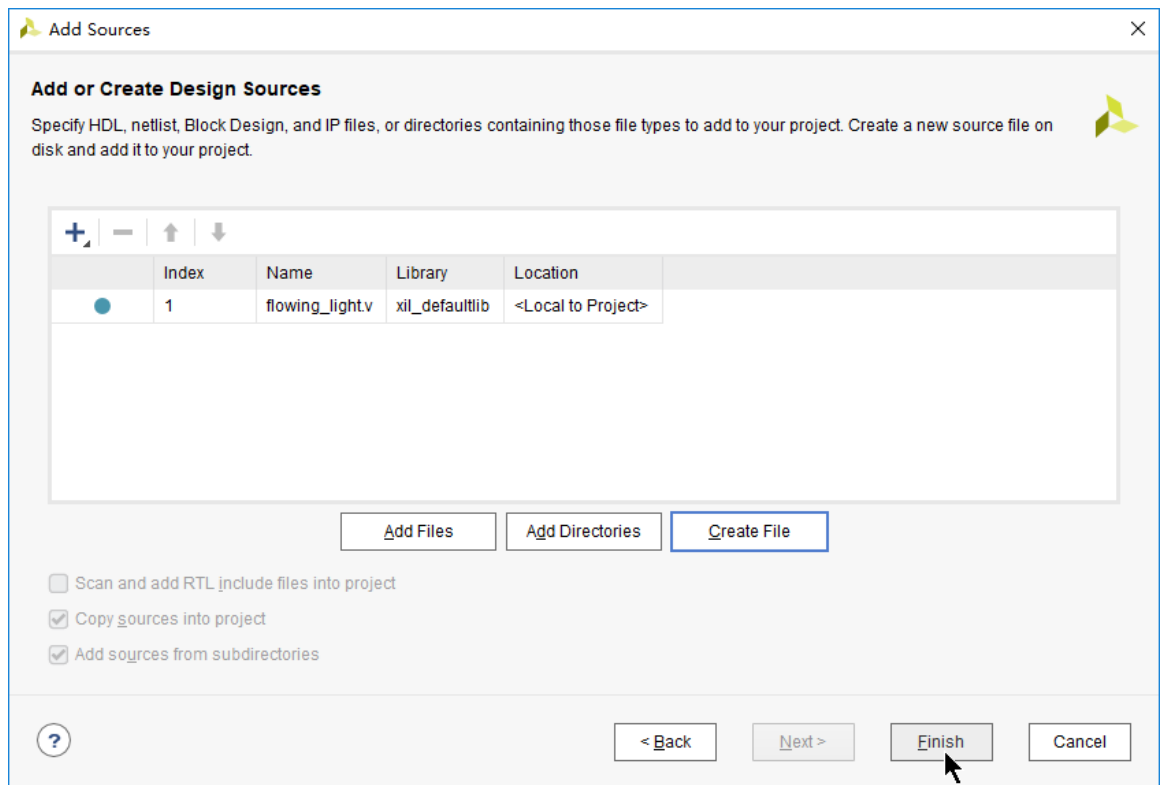 Add Sources
Add or Create Design Sources
Specify HDL, netlist, Block Design, and IP files, or directories containing those file types to add to your project. Create a new source file on
disk and add it to your project.
Index Name Library Location
1 flowing_light.v xil_defaultlib <Local to Project>
Add Files Add Directories Create File
Scan and add RTL include files into project
Copy sources into project
Add sources from subdirectories
? < Back Next > Finish Cancel